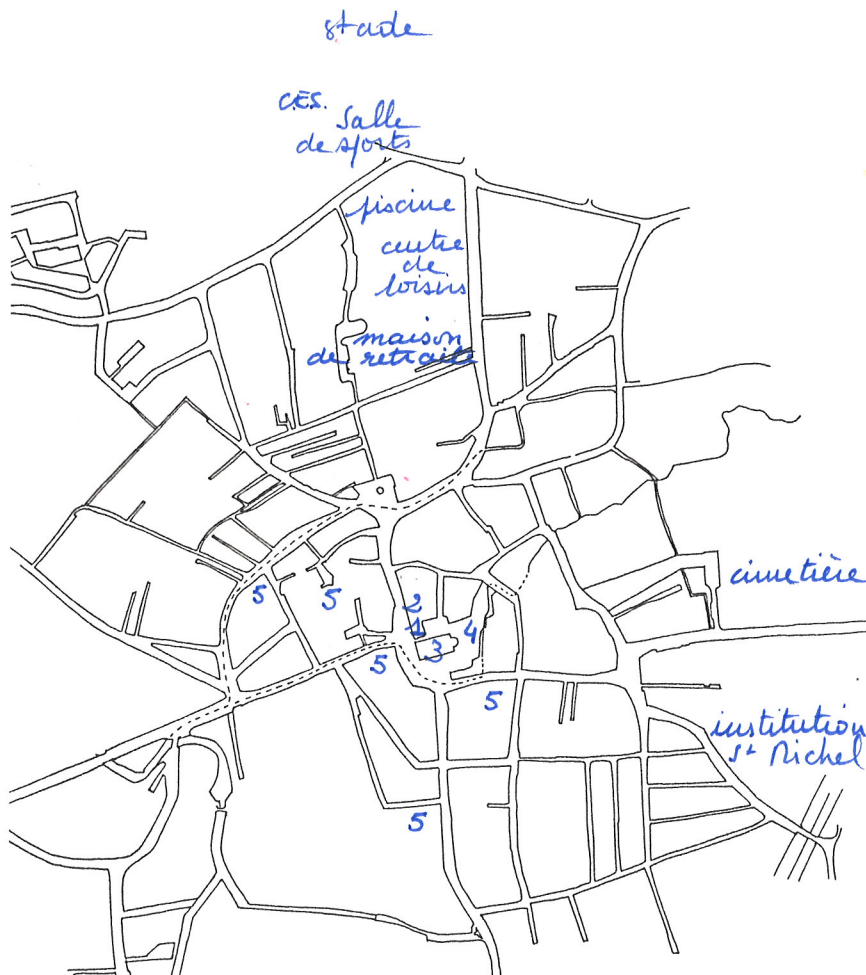 stade
C.E.S.
Salle
de sports
piscine
centre
de
loisirs
maison
de retraite
cimetière
5
5
2
1
4
3
5
5
institution
St Michel
5